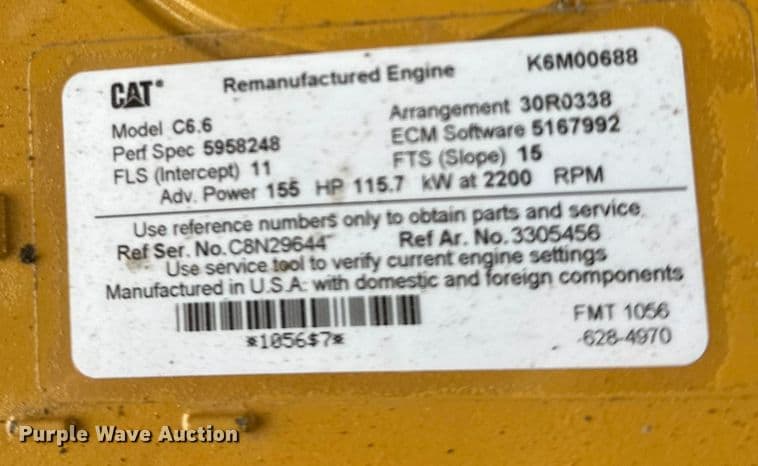 CAT® Remanufactured Engine K6M00688
Model C6.6 Arrangement 30R0338
Perf Spec 5958248 ECM Software 5167992
FLS (Intercept) 11 FTS (Slope) 15
Adv. Power 155 HP 115.7 kW at 2200 RPM
Use reference numbers only to obtain parts and service.
Ref Ser. No. C8N29644 Ref Ar. No. 3305456
Use service tool to verify current engine settings
Manufactured in U.S.A. with domestic and foreign components
FMT 1056
*1056$7* 628-4970
Purple Wave Auction